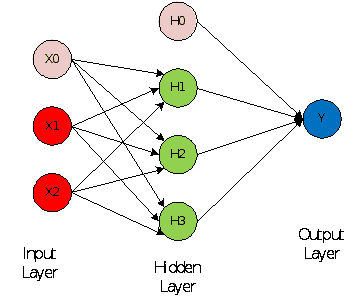 H0
X0
H1
X1
Y
H2
X2
H3
Input
Layer
Hidden
Layer
Output
Layer